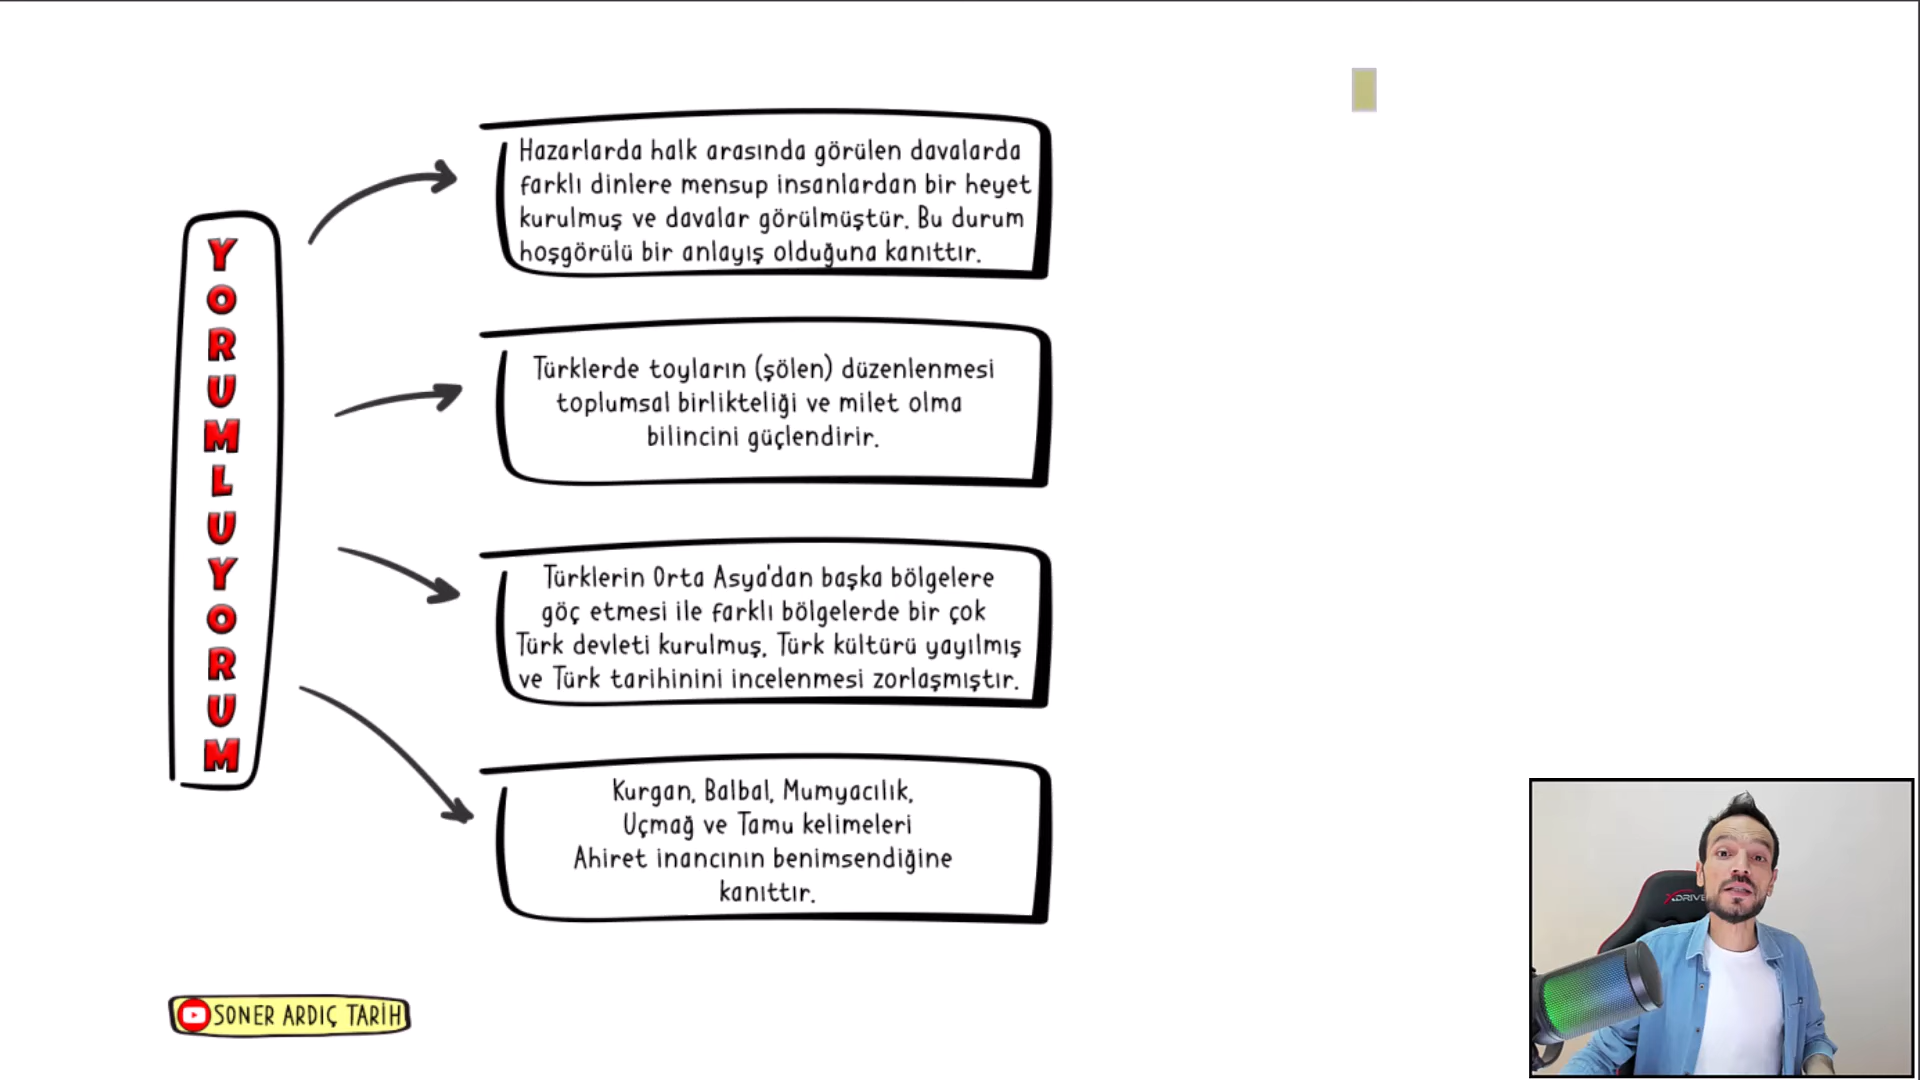 YORUMLUYORUM
Hazarlarda halk arasında görülen davalarda
farklı dinlere mensup insanlardan bir heyet
kurulmuş ve davalar görülmüştür. Bu durum
hoşgörülü bir anlayış olduğuna kanıttır.
Türklerde toyların (şölen) düzenlenmesi
toplumsal birlikteliği ve milet olma
bilincini güçlendirir.
Türklerin Orta Asya'dan başka bölgelere
göç etmesi ile farklı bölgelerde bir çok
Türk devleti kurulmuş, Türk kültürü yayılmış
ve Türk tarihinini incelenmesi zorlaşmıştır.
Kurgan, Balbal, Mumyacılık,
Uçmağ ve Tamu kelimeleri
Ahiret inancının benimsendiğine
kanıttır.
SONER ARDIÇ TARİH
XDRIVE